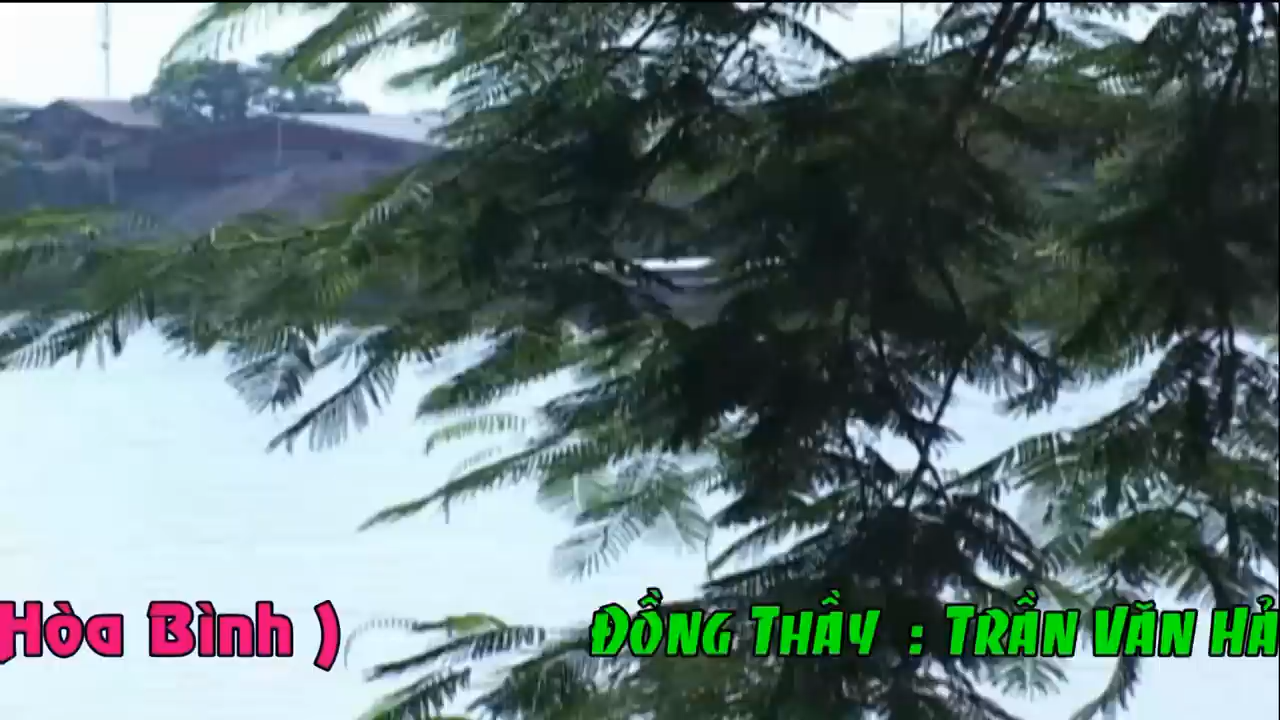 Hòa Bình ) Đồng Thầy : Trần Văn Hả